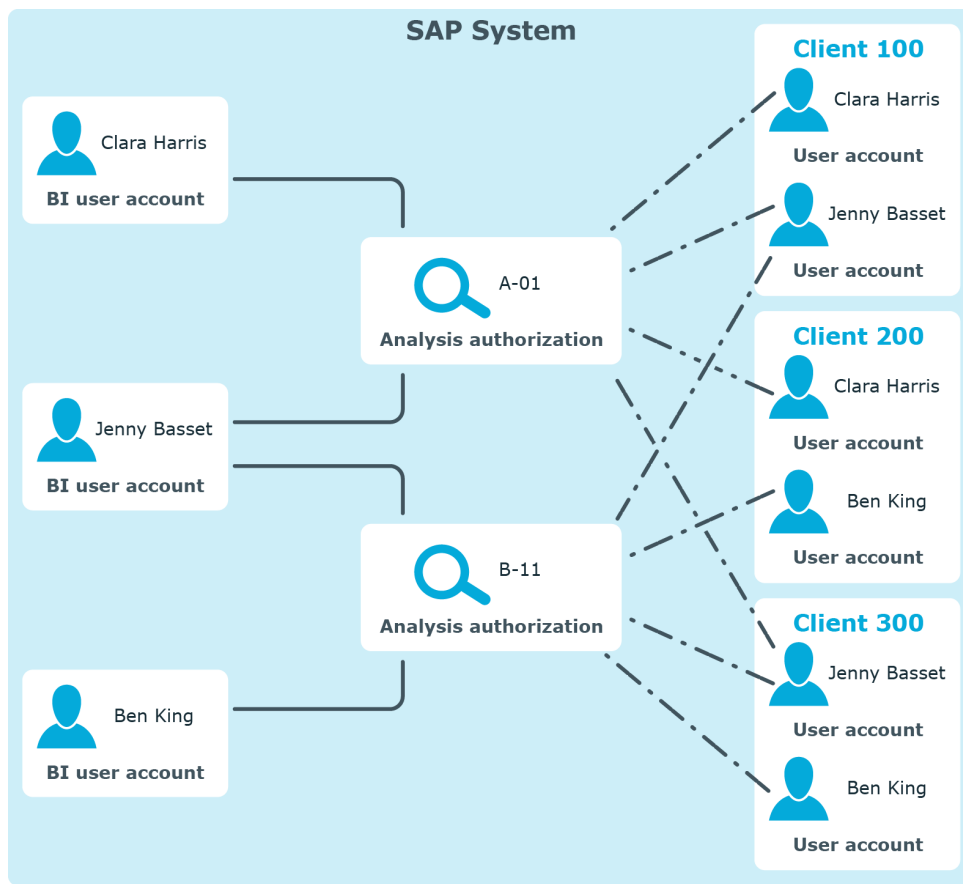 SAP System
Clara Harris
BI user account
Jenny Basset
BI user account
Ben King
BI user account
A-01
Analysis authorization
B-11
Analysis authorization
Client 100
Clara Harris
User account
Jenny Basset
User account
Client 200
Clara Harris
User account
Ben King
User account
Client 300
Jenny Basset
User account
Ben King
User account